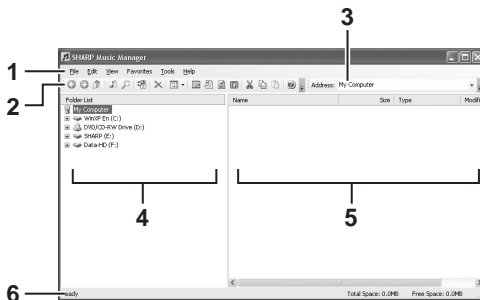 3
SHARP Music Manager
1
File Edit View Favorites Tools Help
2
Address: My Computer
Folder List
Name Size Type Modifi
My Computer
WinXP En (C:)
DVD/CD-RW Drive (D:)
SHARP (E:)
Data-HD (F:)
4
5
6
eady
Total Space: 0.0MB Free Space: 0.0MB